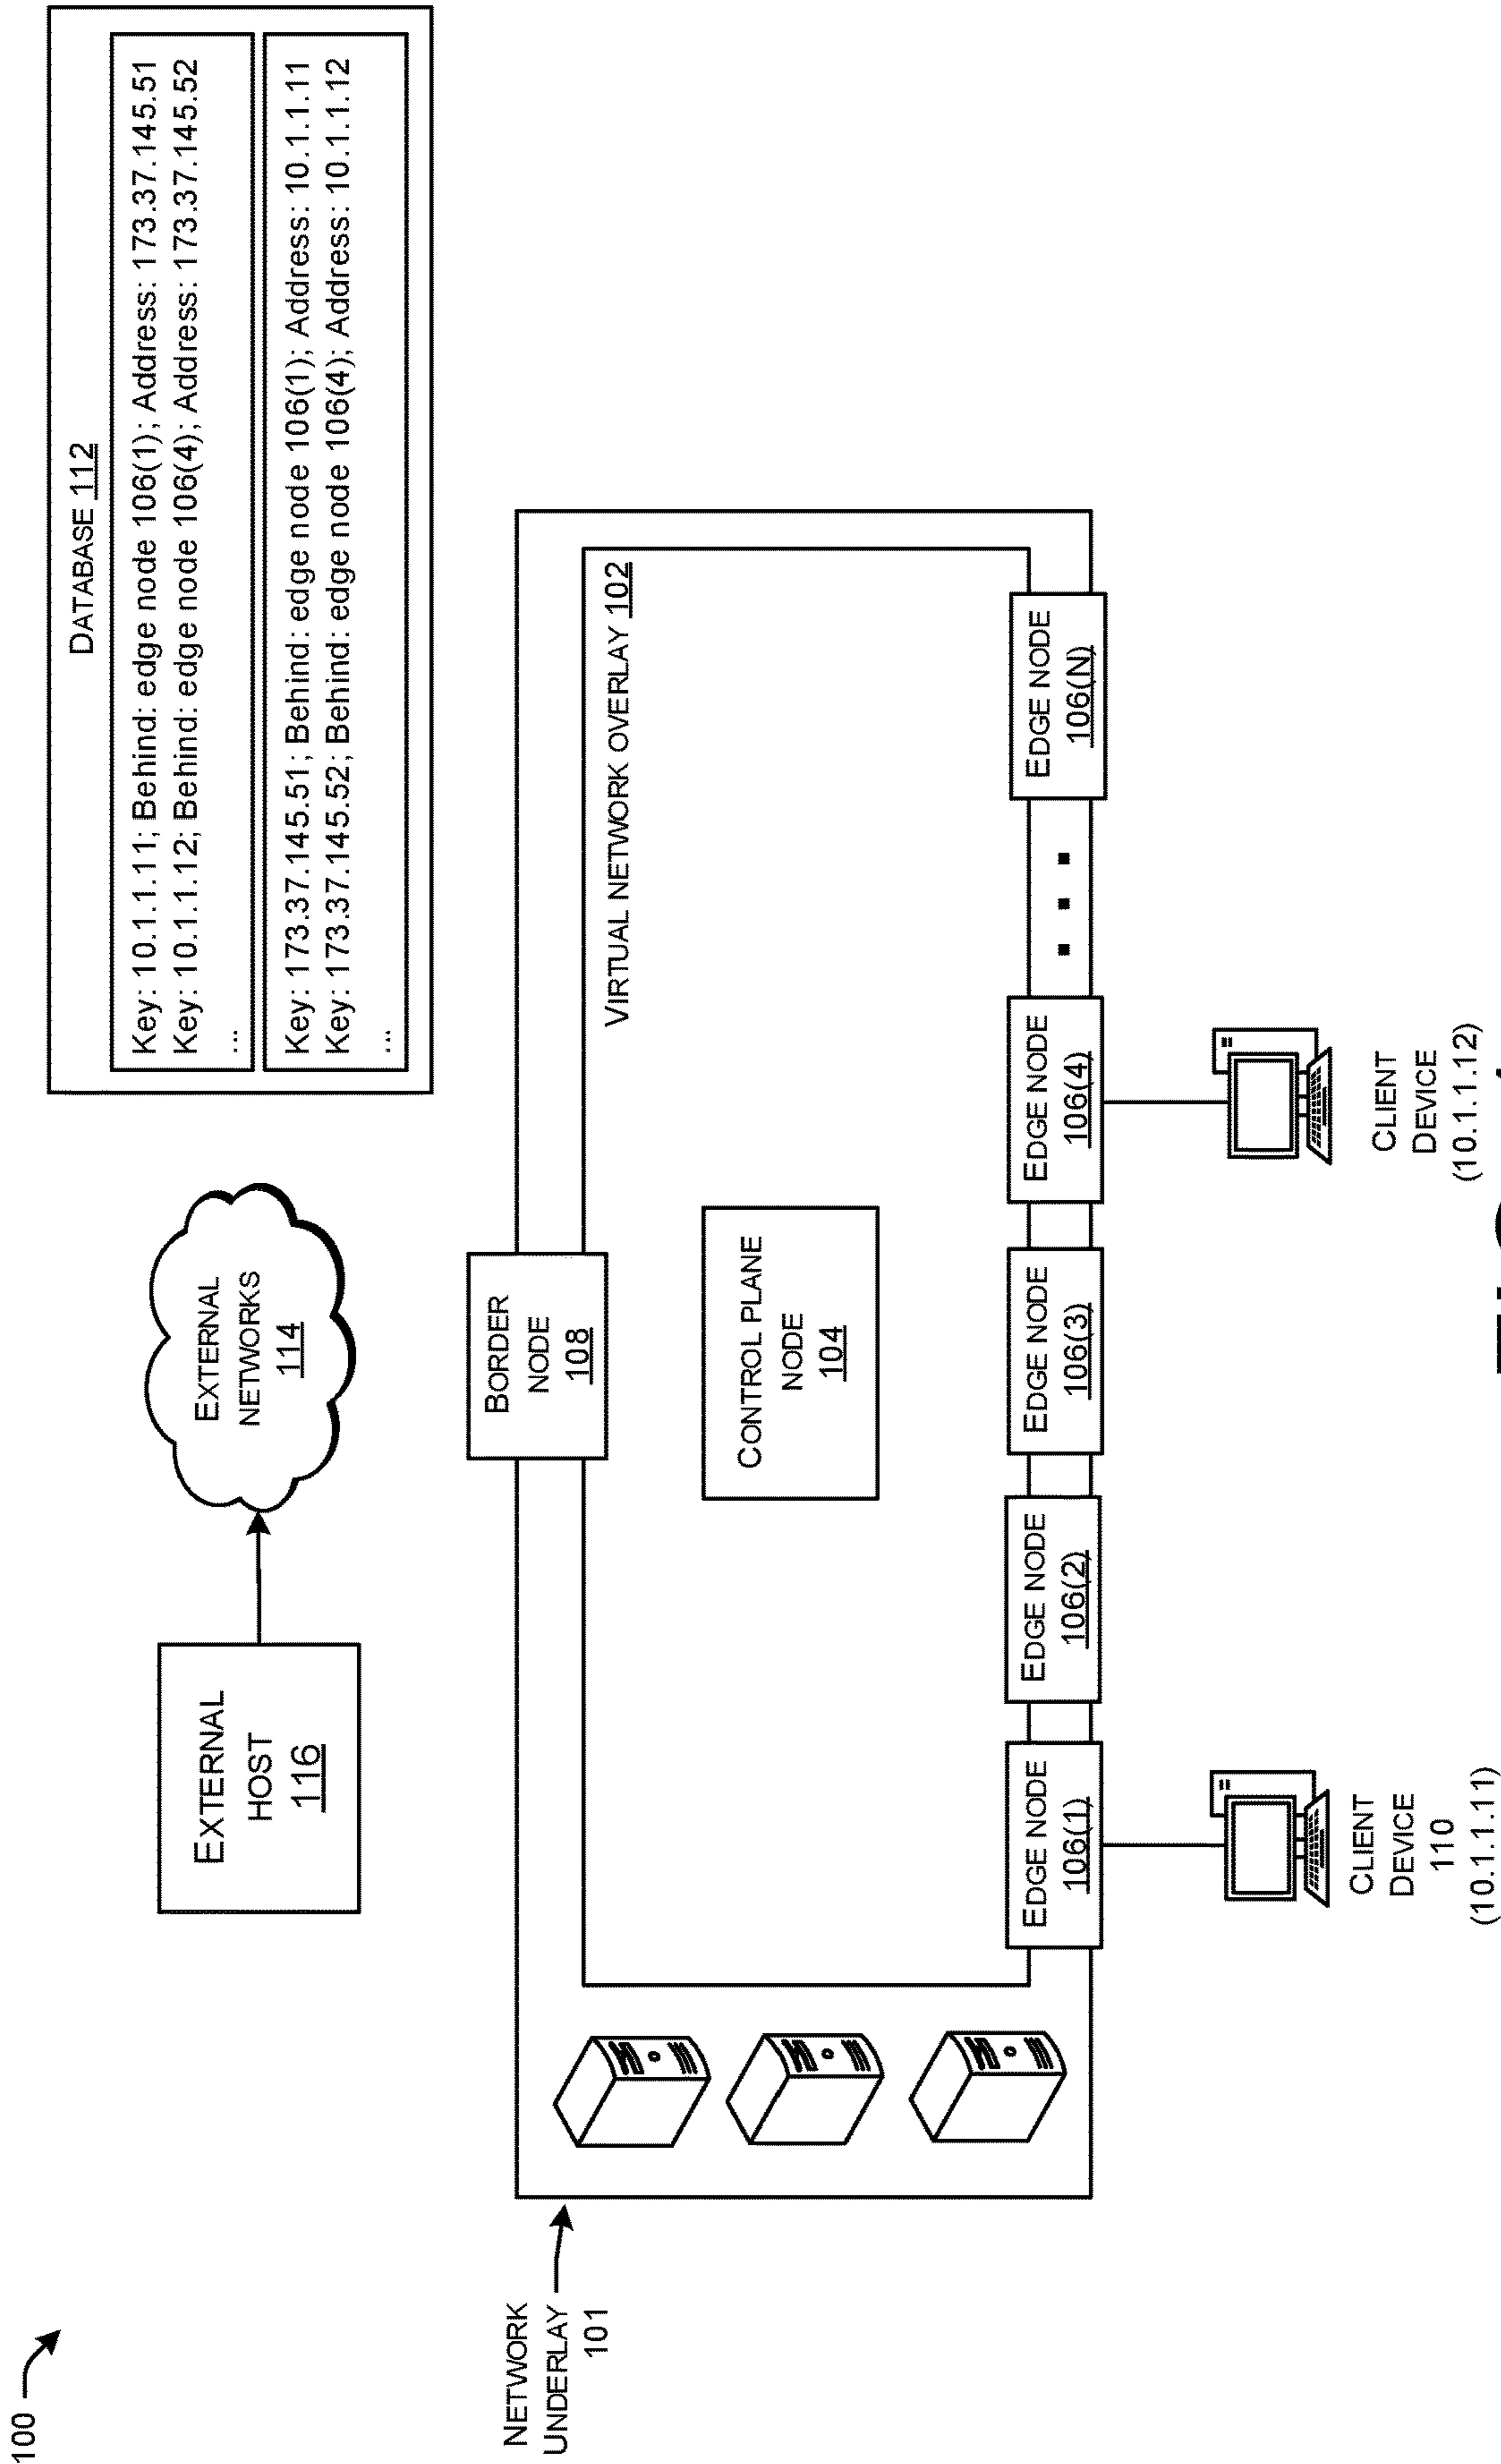 100
DATABASE 112
Key: 10.1.1.11; Behind: edge node 106(1); Address: 173.37.145.51
Key: 10.1.1.12; Behind: edge node 106(4); Address: 173.37.145.52
...
Key: 173.37.145.51; Behind: edge node 106(1); Address: 10.1.1.11
Key: 173.37.145.52; Behind: edge node 106(4); Address: 10.1.1.12
...
EXTERNAL
HOST
116
EXTERNAL
NETWORKS
114
NETWORK
UNDERLAY
101
BORDER
NODE
108
VIRTUAL NETWORK OVERLAY 102
CONTROL PLANE
NODE
104
EDGE NODE
106(1)
EDGE NODE
106(2)
EDGE NODE
106(3)
EDGE NODE
106(4)
EDGE NODE
106(N)
CLIENT
DEVICE
110
(10.1.1.11)
CLIENT
DEVICE
(10.1.1.12)